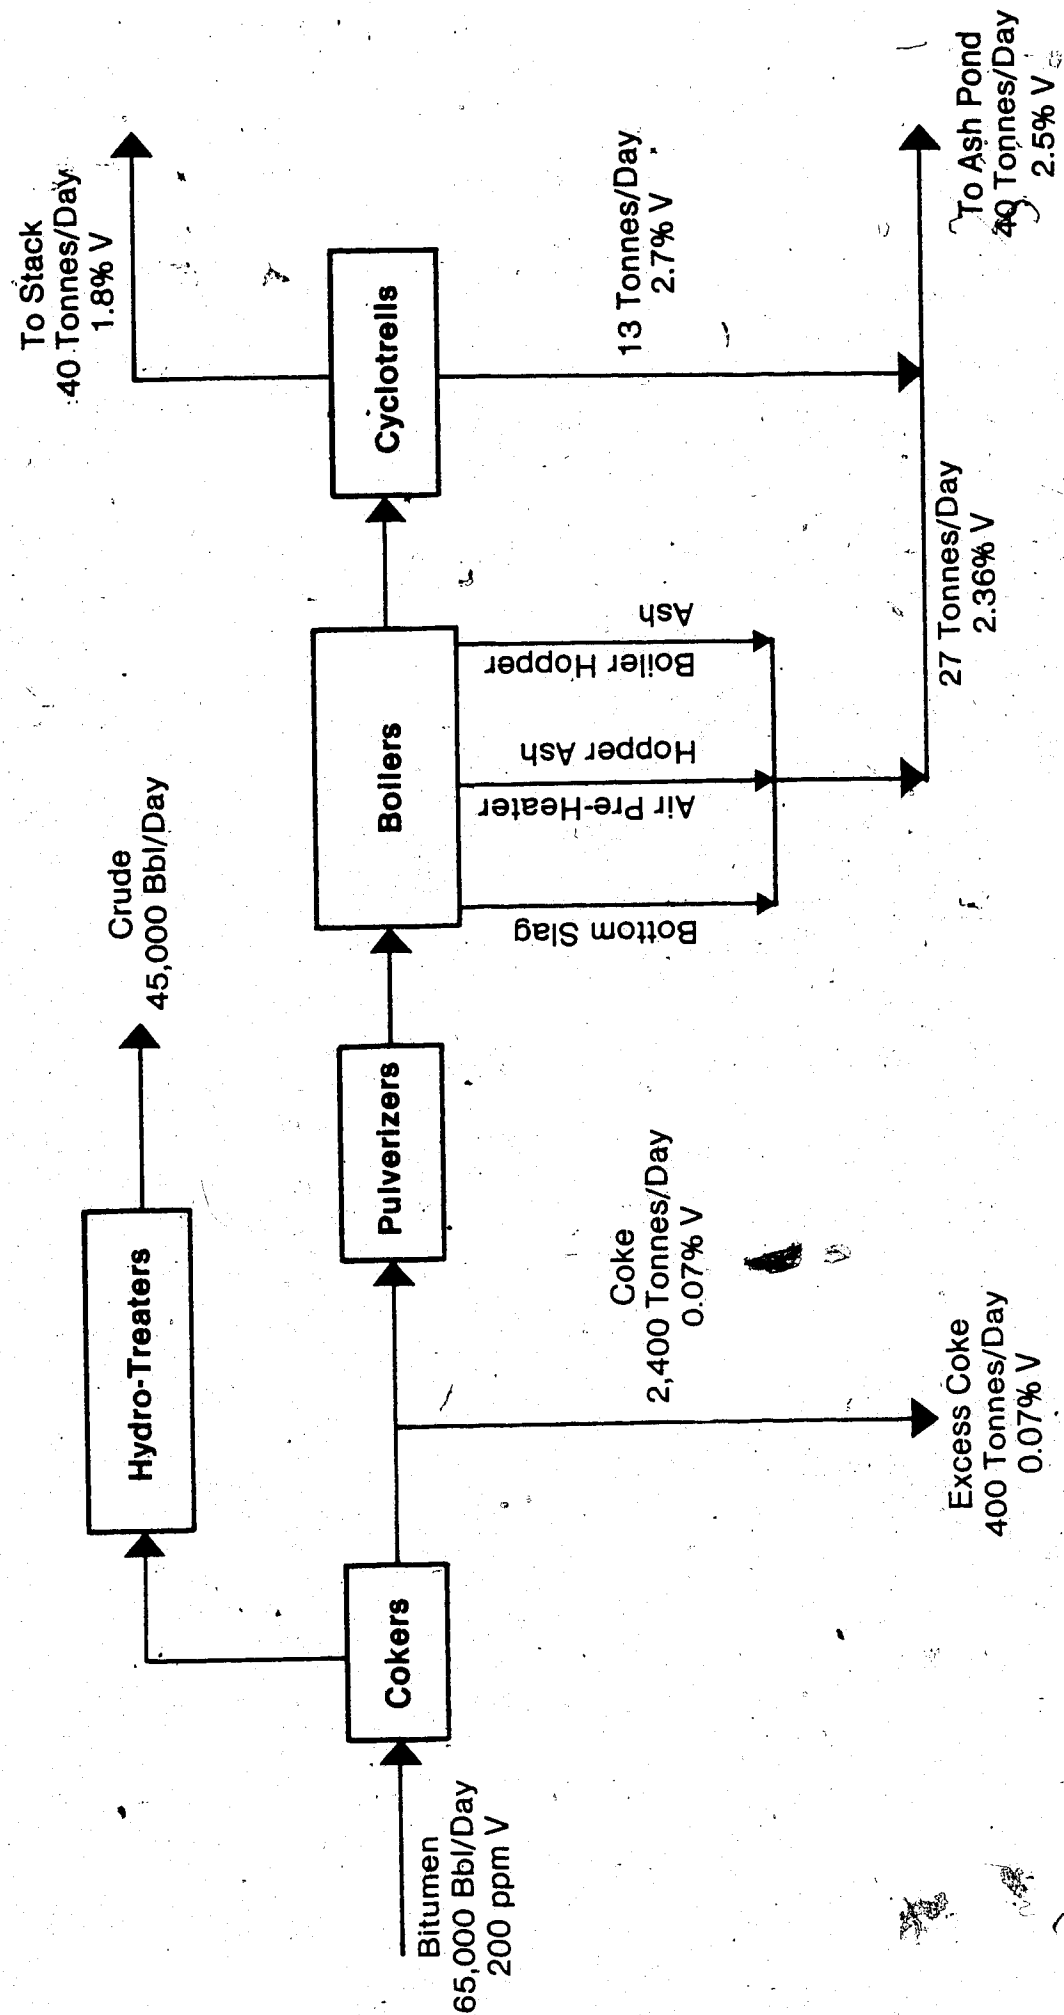 Bitumen
65,000 Bbl/Day
200 ppm V
Cokers
Hydro-Treaters
Crude
45,000 Bbl/Day
Excess Coke
400 Tonnes/Day
0.07% V
Coke
2,400 Tonnes/Day
0.07% V
Pulverizers
Boilers
Bottom Slag
Air Pre-Heater
Hopper Ash
Boiler Hopper
Ash
27 Tonnes/Day
2.36% V
Cyclotrells
To Stack
40 Tonnes/Day
1.8% V
13 Tonnes/Day
2.7% V
To Ash Pond
40 Tonnes/Day
2.5% V